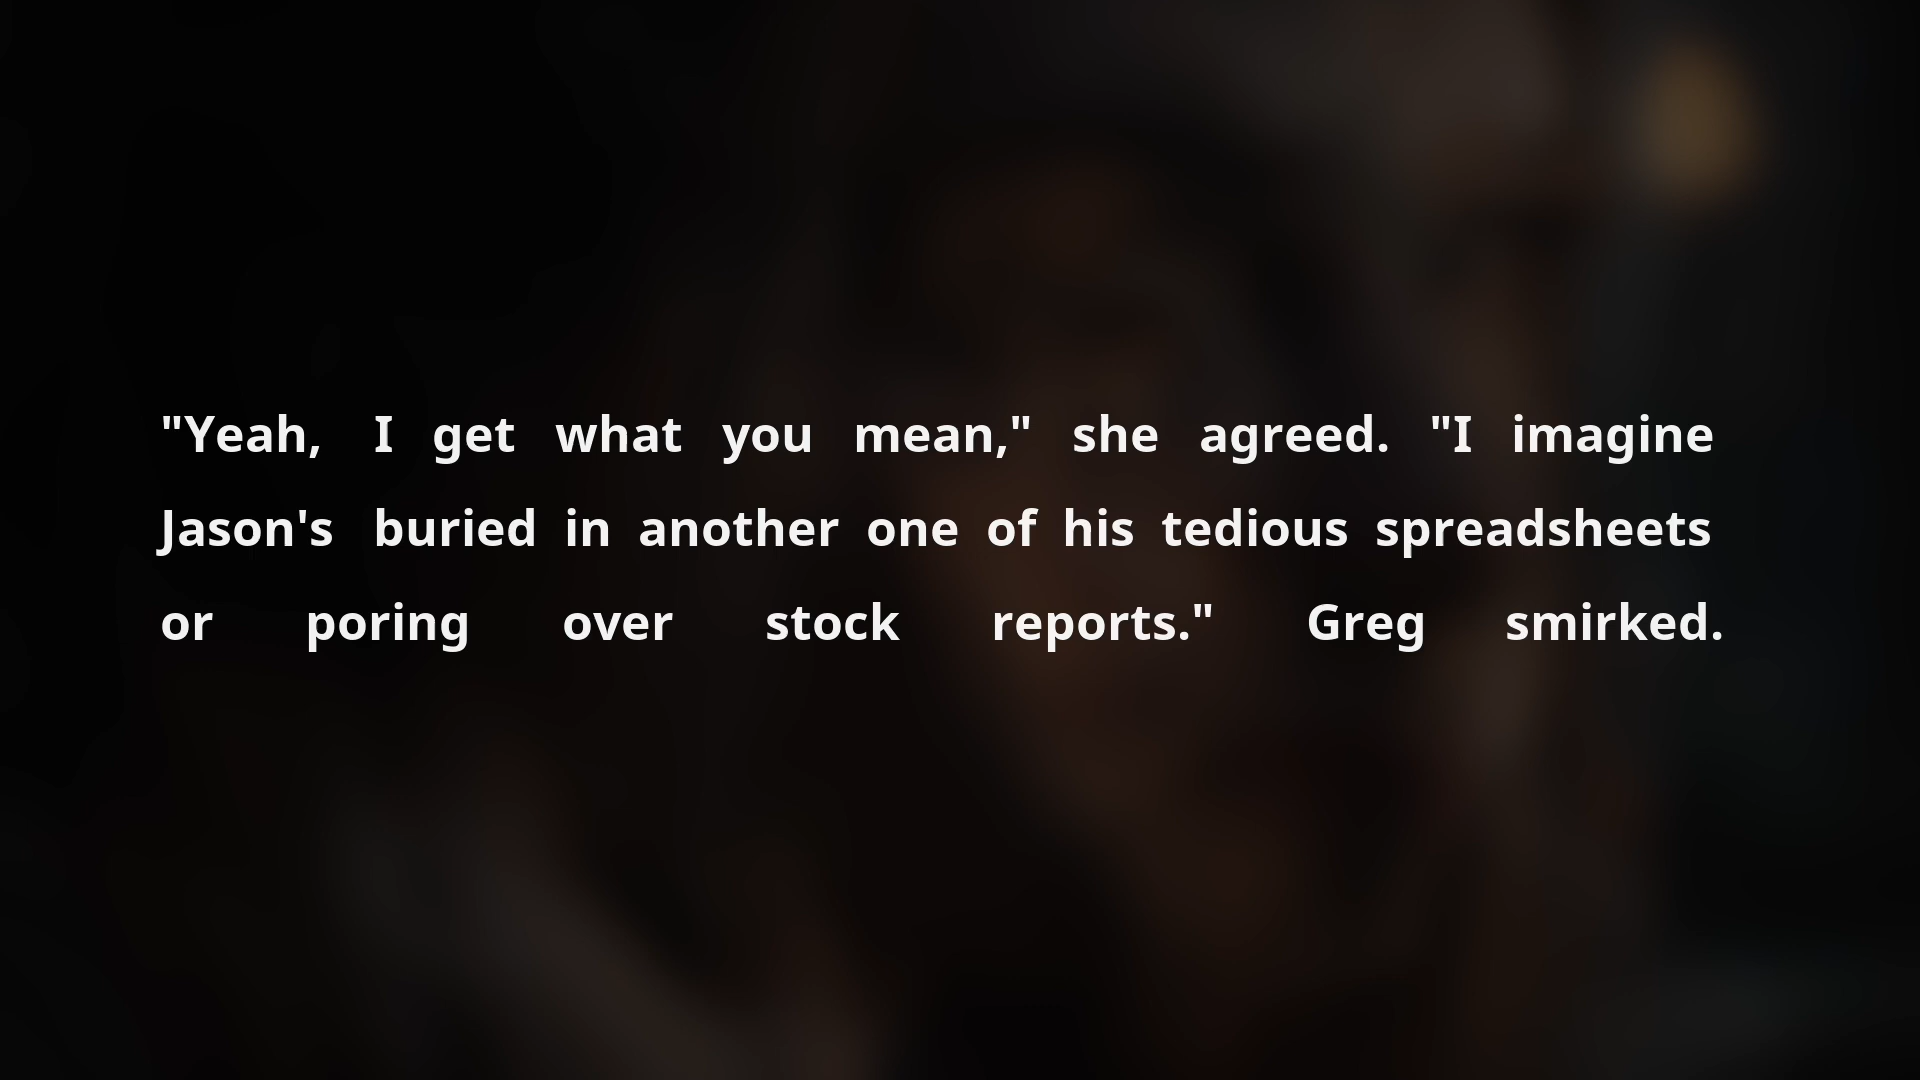 "Yeah, I get what you mean," she agreed. "I imagine
Jason's buried in another one of his tedious spreadsheets
or poring over stock reports." Greg smirked.